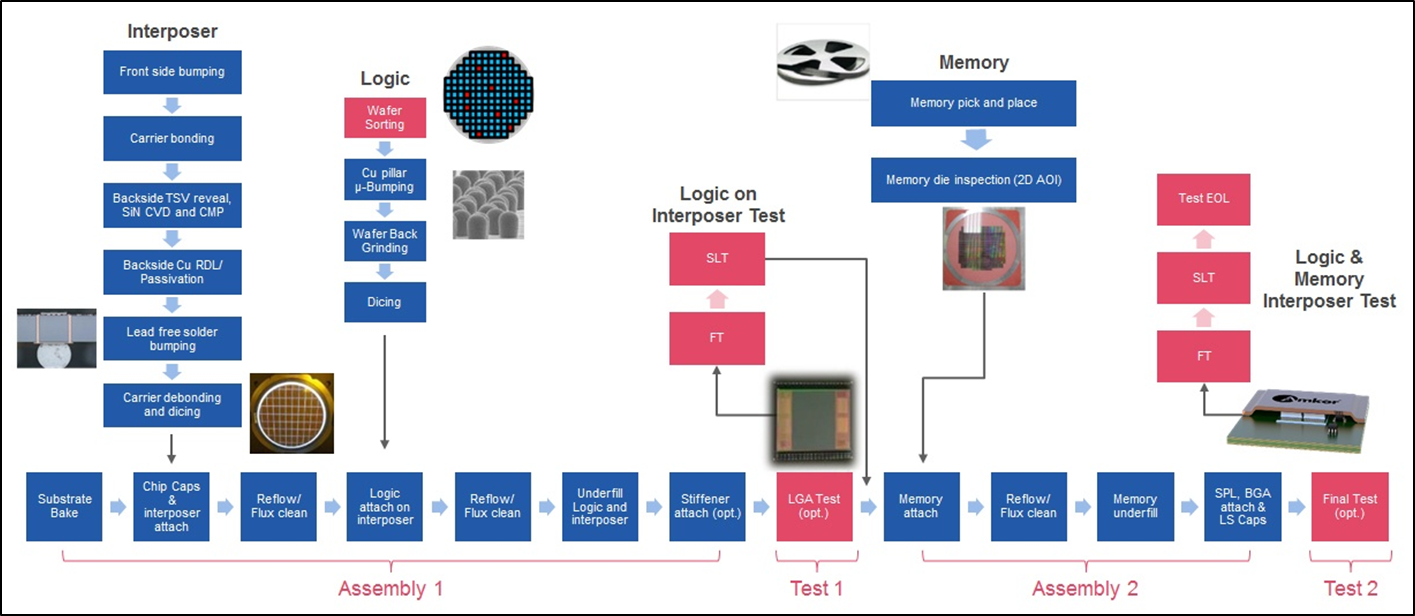 Interposer
Front side bumping
Carrier bonding
Backside TSV reveal,
SiN CVD and CMP
Backside Cu RDL/
Passivation
Lead free solder
bumping
Carrier debonding
and dicing
Logic
Wafer
Sorting
Cu pillar
µ-Bumping
Wafer Back
Grinding
Dicing
Logic on
Interposer Test
SLT
FT
Memory
Memory pick and place
Memory die inspection (2D AOI)
Test EOL
SLT
FT
Logic &
Memory
Interposer Test
Amkor
Substrate
Bake
Chip Caps
&
interposer
attach
Reflow/
Flux clean
Logic
attach on
interposer
Reflow/
Flux clean
Underfill
Logic and
interposer
Stiffener
attach (opt.)
LGA Test
(opt.)
Memory
attach
Reflow/
Flux clean
Memory
underfill
SPL, BGA
attach &
LS Caps
Final Test
(opt.)
Assembly 1
Test 1
Assembly 2
Test 2